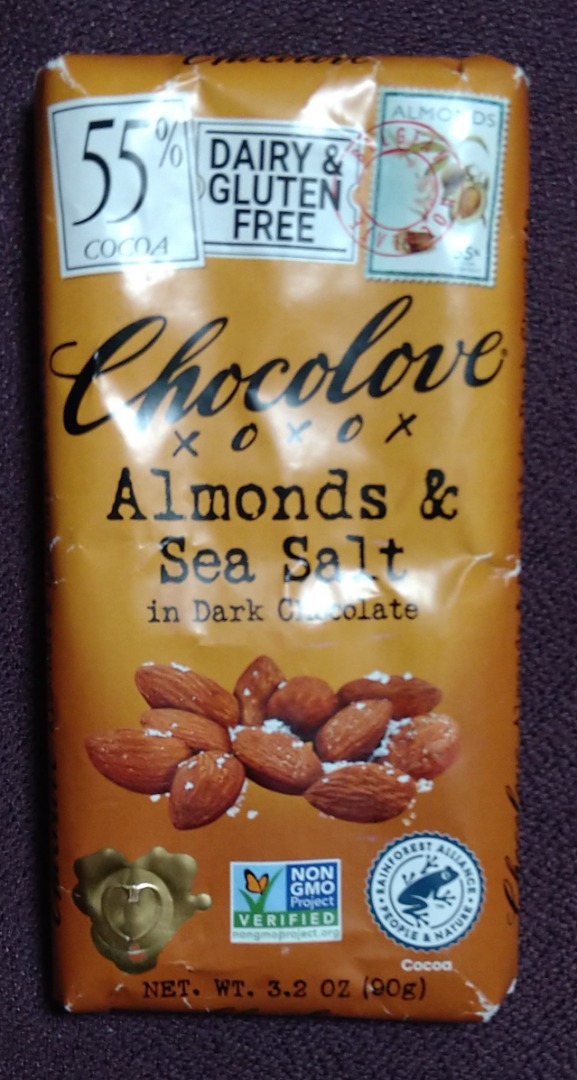 Chocolove
55%
COCOA
DAIRY &
GLUTEN
FREE
ALMONDS
Chocolove
XOXOX
Almonds &
Sea Salt
in Dark Chocolate
NON
GMO
Project
VERIFIED
nongmoproject.org
RAINFOREST ALLIANCE
PEOPLE & NATURE
Cocoa
NET. WT. 3.2 OZ (90g)